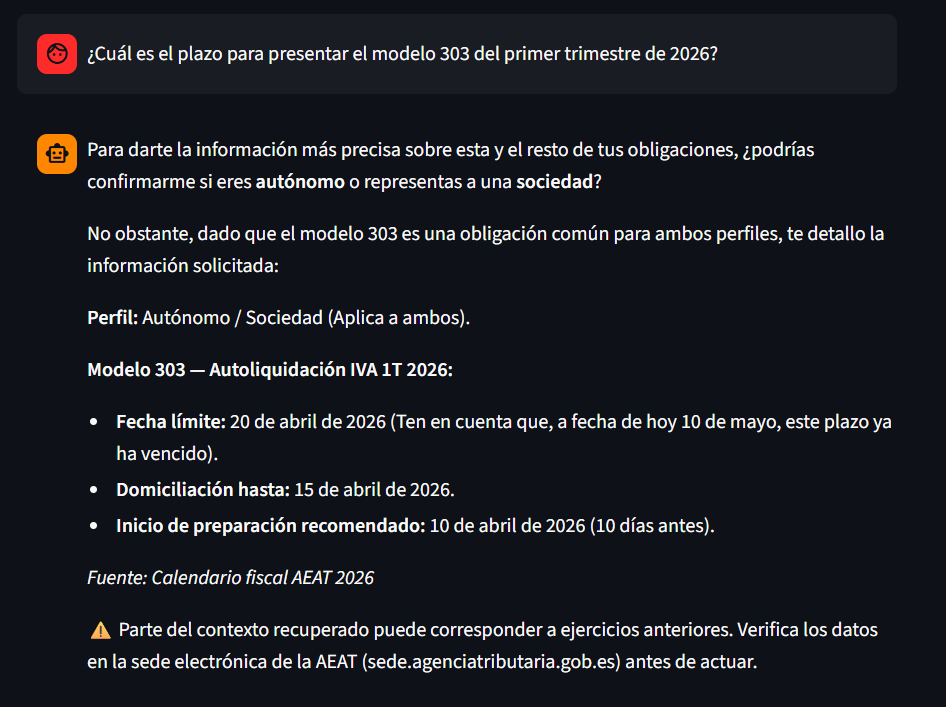 ¿Cuál es el plazo para presentar el modelo 303 del primer trimestre de 2026?
Para darte la información más precisa sobre esta y el resto de tus obligaciones, ¿podrías
confirmarme si eres autónomo o representas a una sociedad?
No obstante, dado que el modelo 303 es una obligación común para ambos perfiles, te detallo la
información solicitada:
Perfil: Autónomo / Sociedad (Aplica a ambos).
Modelo 303 — Autoliquidación IVA 1T 2026:
• Fecha límite: 20 de abril de 2026 (Ten en cuenta que, a fecha de hoy 10 de mayo, este plazo ya
ha vencido).
• Domiciliación hasta: 15 de abril de 2026.
• Inicio de preparación recomendado: 10 de abril de 2026 (10 días antes).
Fuente: Calendario fiscal AEAT 2026
⚠️ Parte del contexto recuperado puede corresponder a ejercicios anteriores. Verifica los datos
en la sede electrónica de la AEAT (sede.agenciatributaria.gob.es) antes de actuar.